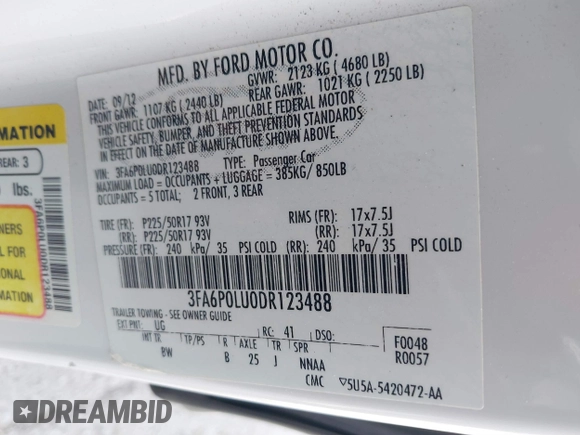 MFD. BY FORD MOTOR CO.
DATE: 09/12
GVWR: 2123 KG ( 4680 LB)
FRONT GAWR: 1107 KG ( 2440 LB)
REAR GAWR: 1021 KG ( 2250 LB)
THIS VEHICLE CONFORMS TO ALL APPLICABLE FEDERAL MOTOR
VEHICLE SAFETY, BUMPER, AND THEFT PREVENTION STANDARDS
IN EFFECT ON THE DATE OF MANUFACTURE SHOWN ABOVE.
VIN: 3FA6P0LU0DR123488 TYPE: Passenger Car
MAXIMUM LOAD = OCCUPANTS + LUGGAGE = 385KG/ 850LB
OCCUPANTS = 5 TOTAL; 2 FRONT, 3 REAR
TIRE (FR): P225/50R17 93V RIMS (FR): 17x7.5J
(RR): P225/50R17 93V (RR): 17x7.5J
PRESSURE (FR): 240 kPa/ 35 PSI COLD (RR): 240 kPa/ 35 PSI COLD
3FA6P0LU0DR123488
TRAILER TOWING - SEE OWNER GUIDE
EXT PNT: UG RC: 41 DSO:
INT TR TP/PS R AXLE TR SPR
BW B 25 J NNAA
CMC
F0048
R0057
5U5A-5420472-AA
RMATION
REAR: 3
lbs.
3FA6P0LU0DR123488
NERS
L FOR
ONAL
MATION
DREAMBID